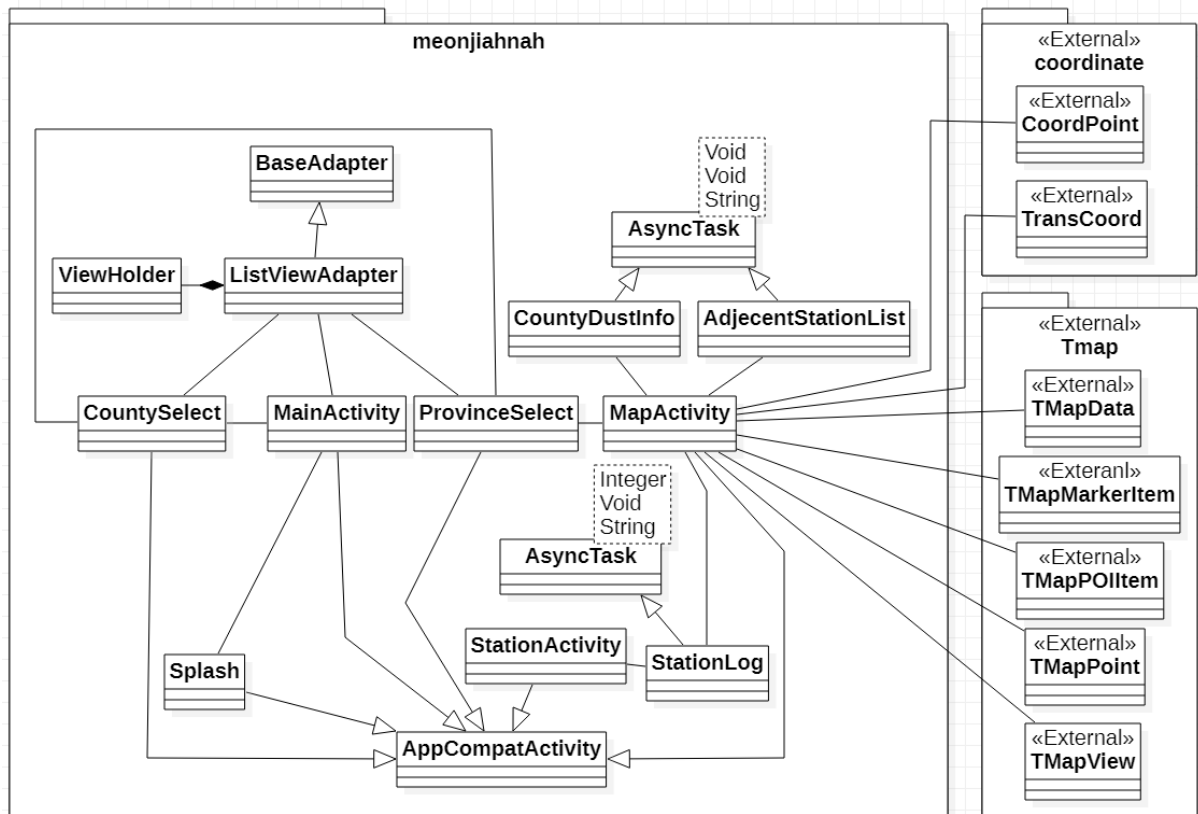 meonjiahnah
«External»
coordinate
«External»
CoordPoint
«External»
TransCoord
BaseAdapter
Void
Void
String
AsyncTask
ViewHolder
ListViewAdapter
CountyDustInfo
AdjecentStationList
CountySelect
MainActivity
ProvinceSelect
MapActivity
Integer
Void
String
AsyncTask
StationActivity
StationLog
Splash
AppCompatActivity
«External»
Tmap
«External»
TMapData
«Exteranl»
TMapMarkerItem
«External»
TMapPOIItem
«External»
TMapPoint
«External»
TMapView